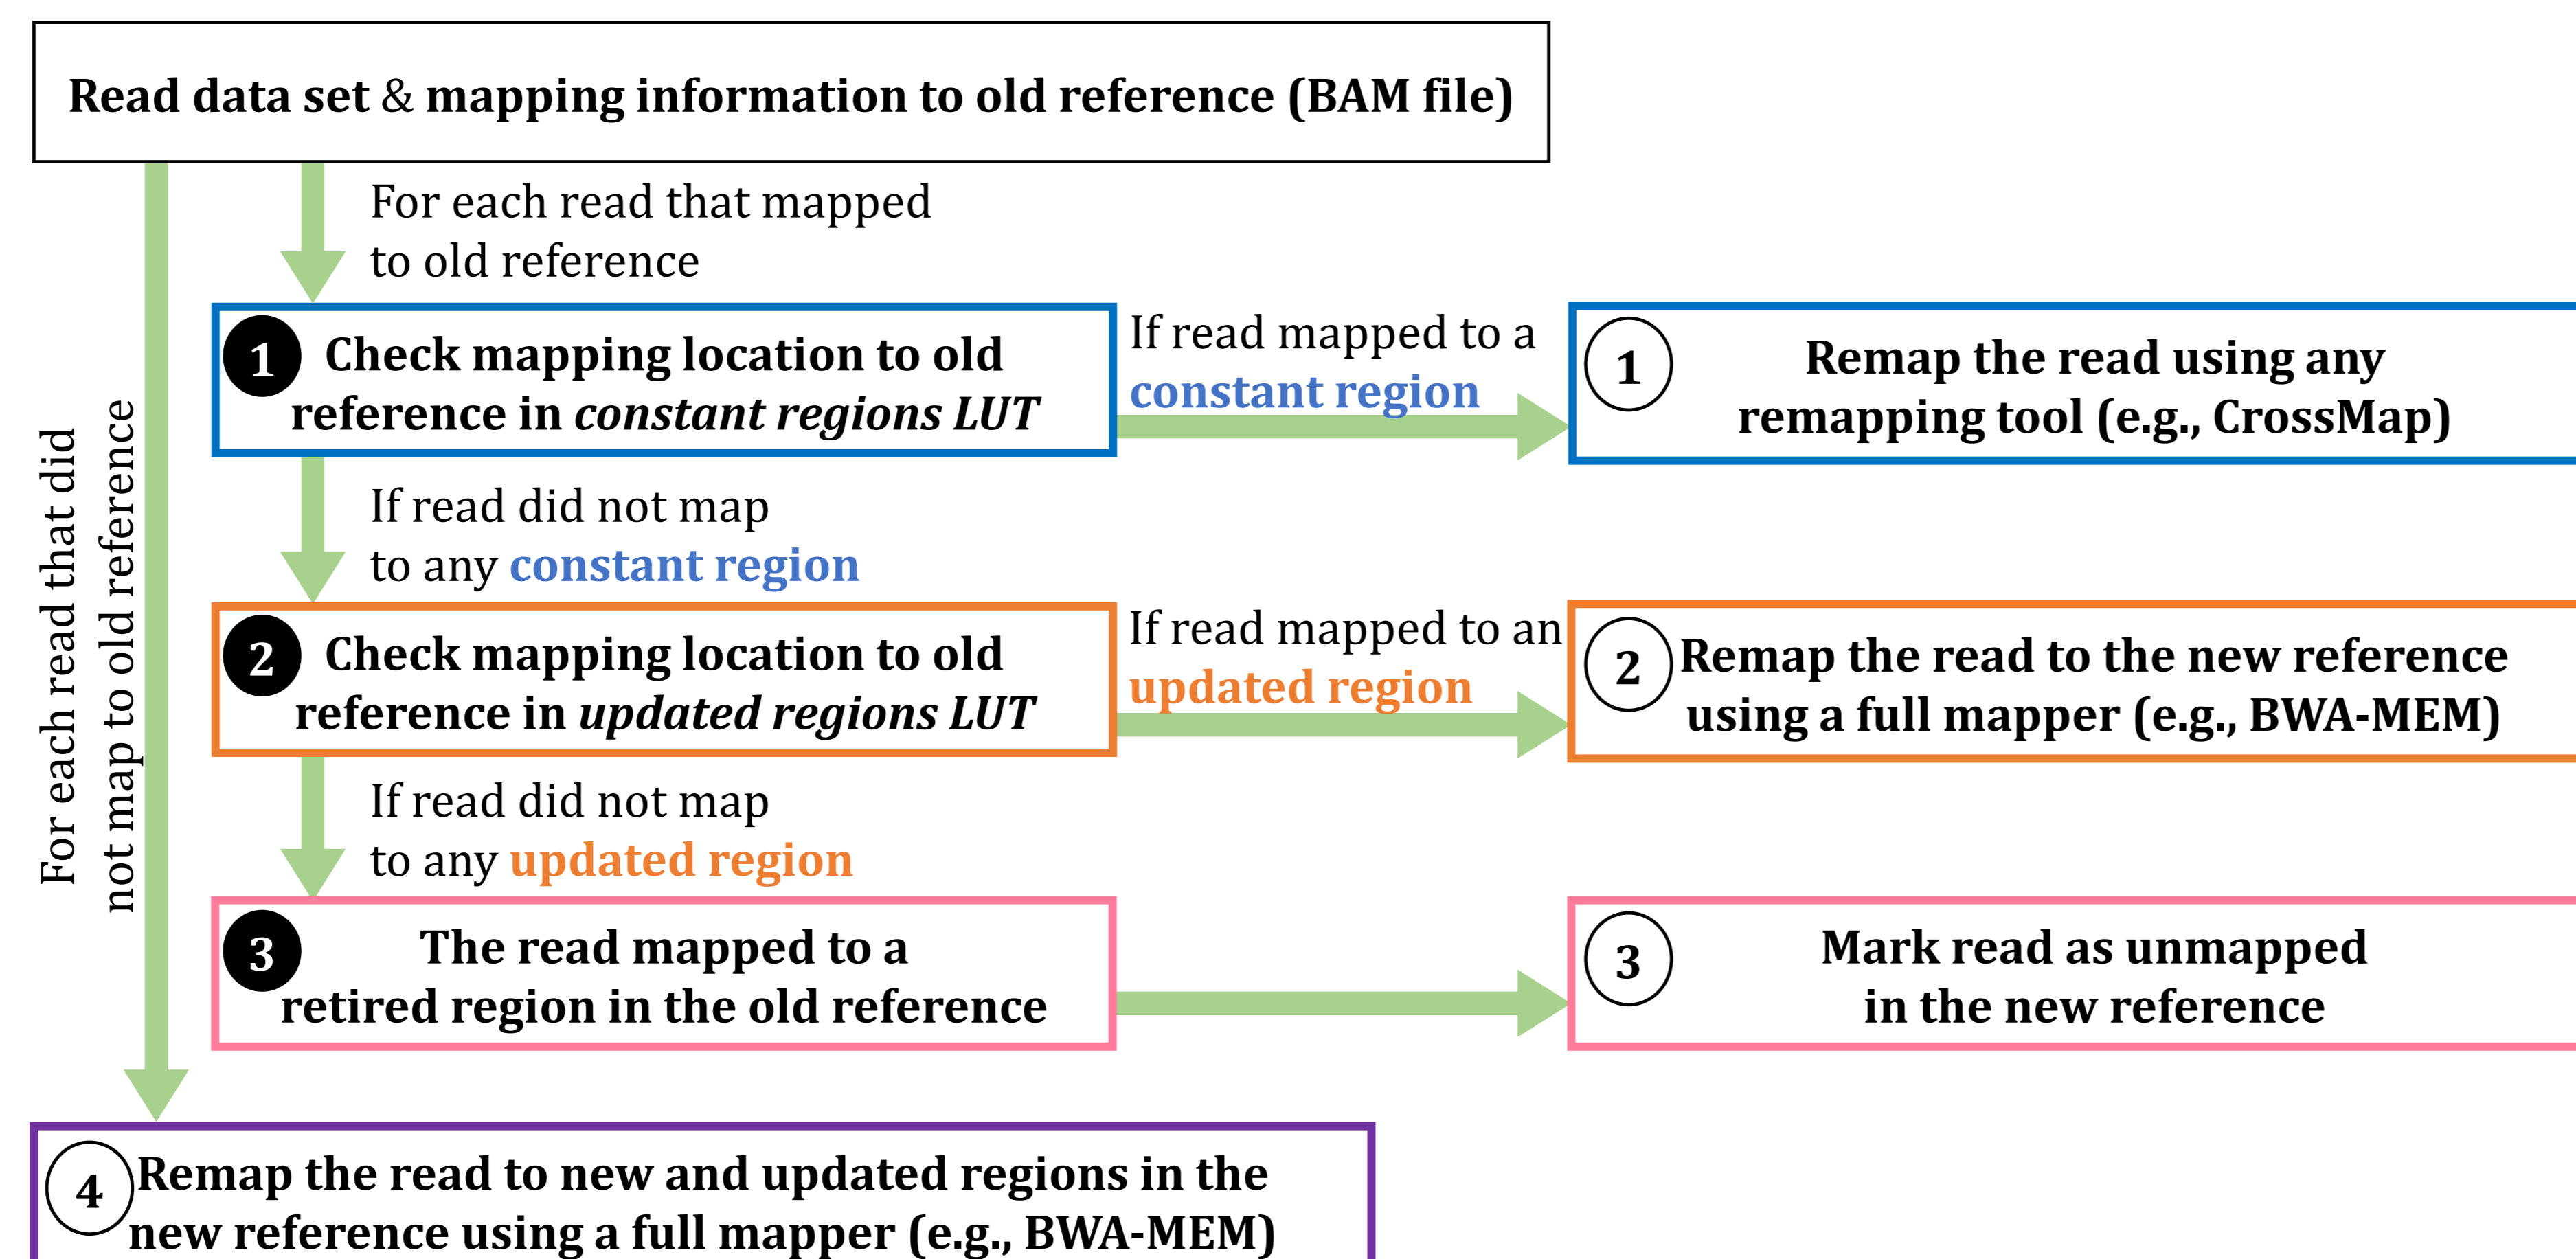 Read data set & mapping information to old reference (BAM file)
For each read that mapped
to old reference
For each read that did
not map to old reference
1
Check mapping location to old
reference in constant regions LUT
If read mapped to a
constant region
1
Remap the read using any
remapping tool (e.g., CrossMap)
If read did not map
to any constant region
2
Check mapping location to old
reference in updated regions LUT
If read mapped to an
updated region
2
Remap the read to the new reference
using a full mapper (e.g., BWA-MEM)
If read did not map
to any updated region
3
The read mapped to a
retired region in the old reference
3
Mark read as unmapped
in the new reference
4
Remap the read to new and updated regions in the
new reference using a full mapper (e.g., BWA-MEM)